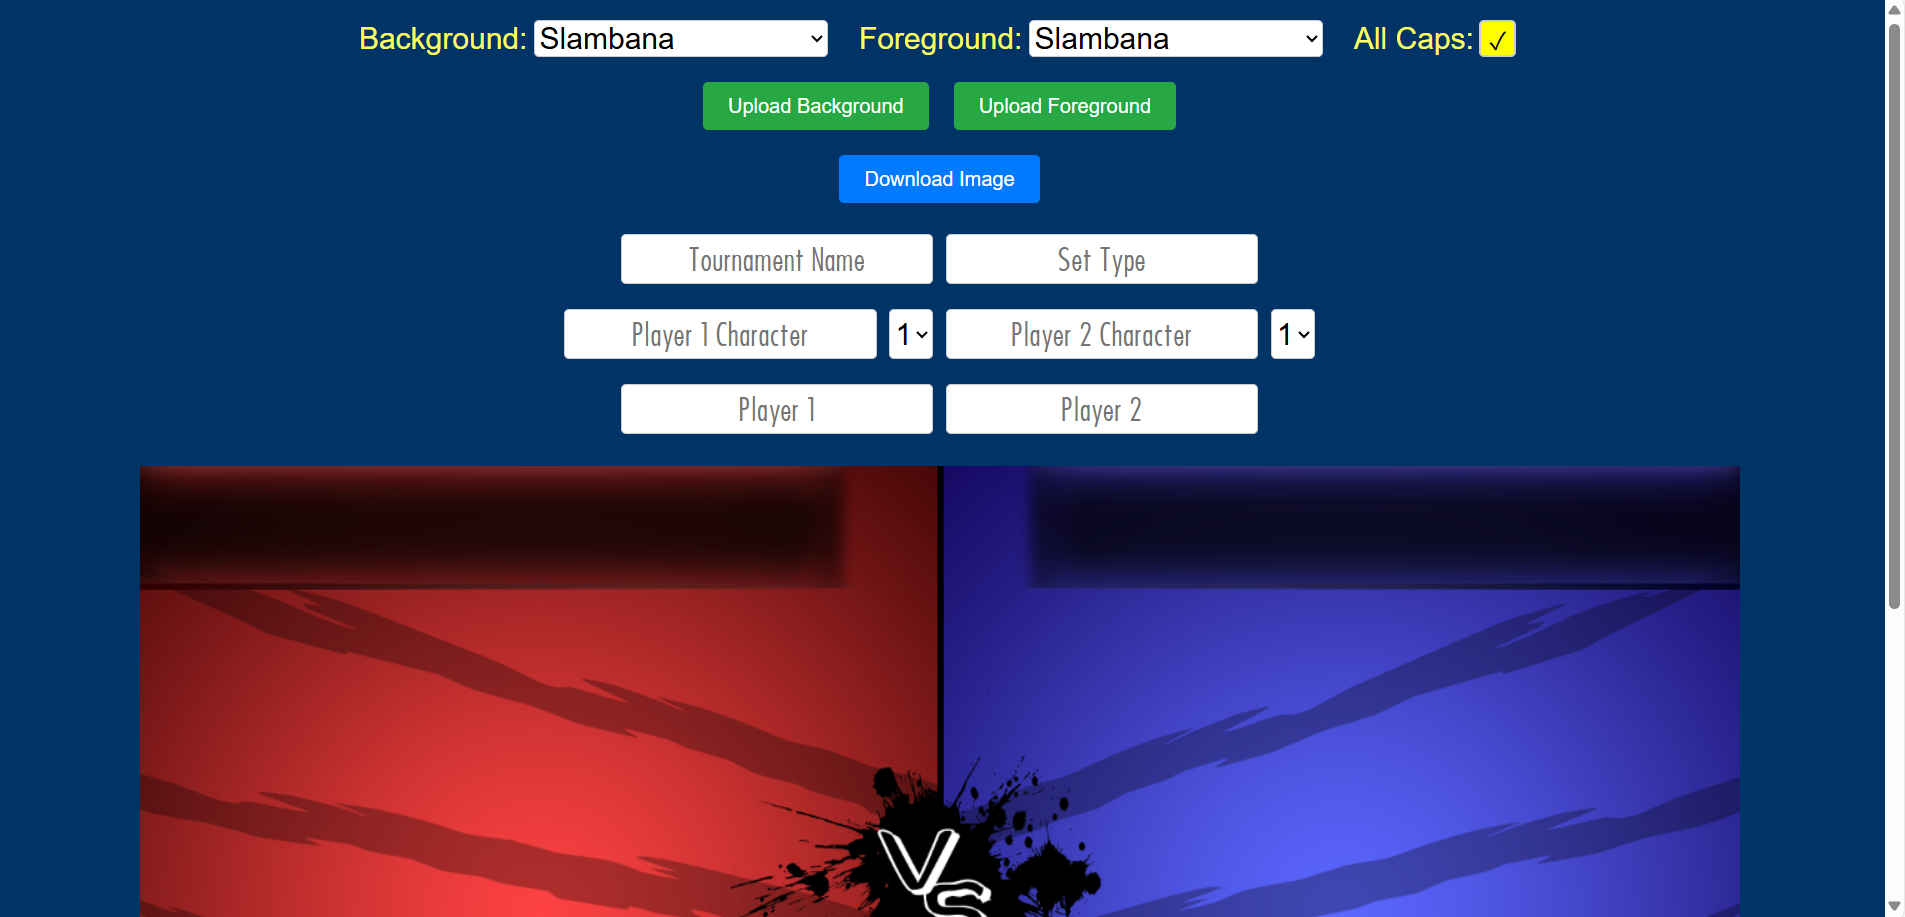 Background: Slambana Foreground: Slambana All Caps: ✓
Upload Background Upload Foreground
Download Image
Tournament Name Set Type
Player 1 Character 1 Player 2 Character 1
Player 1 Player 2
VS